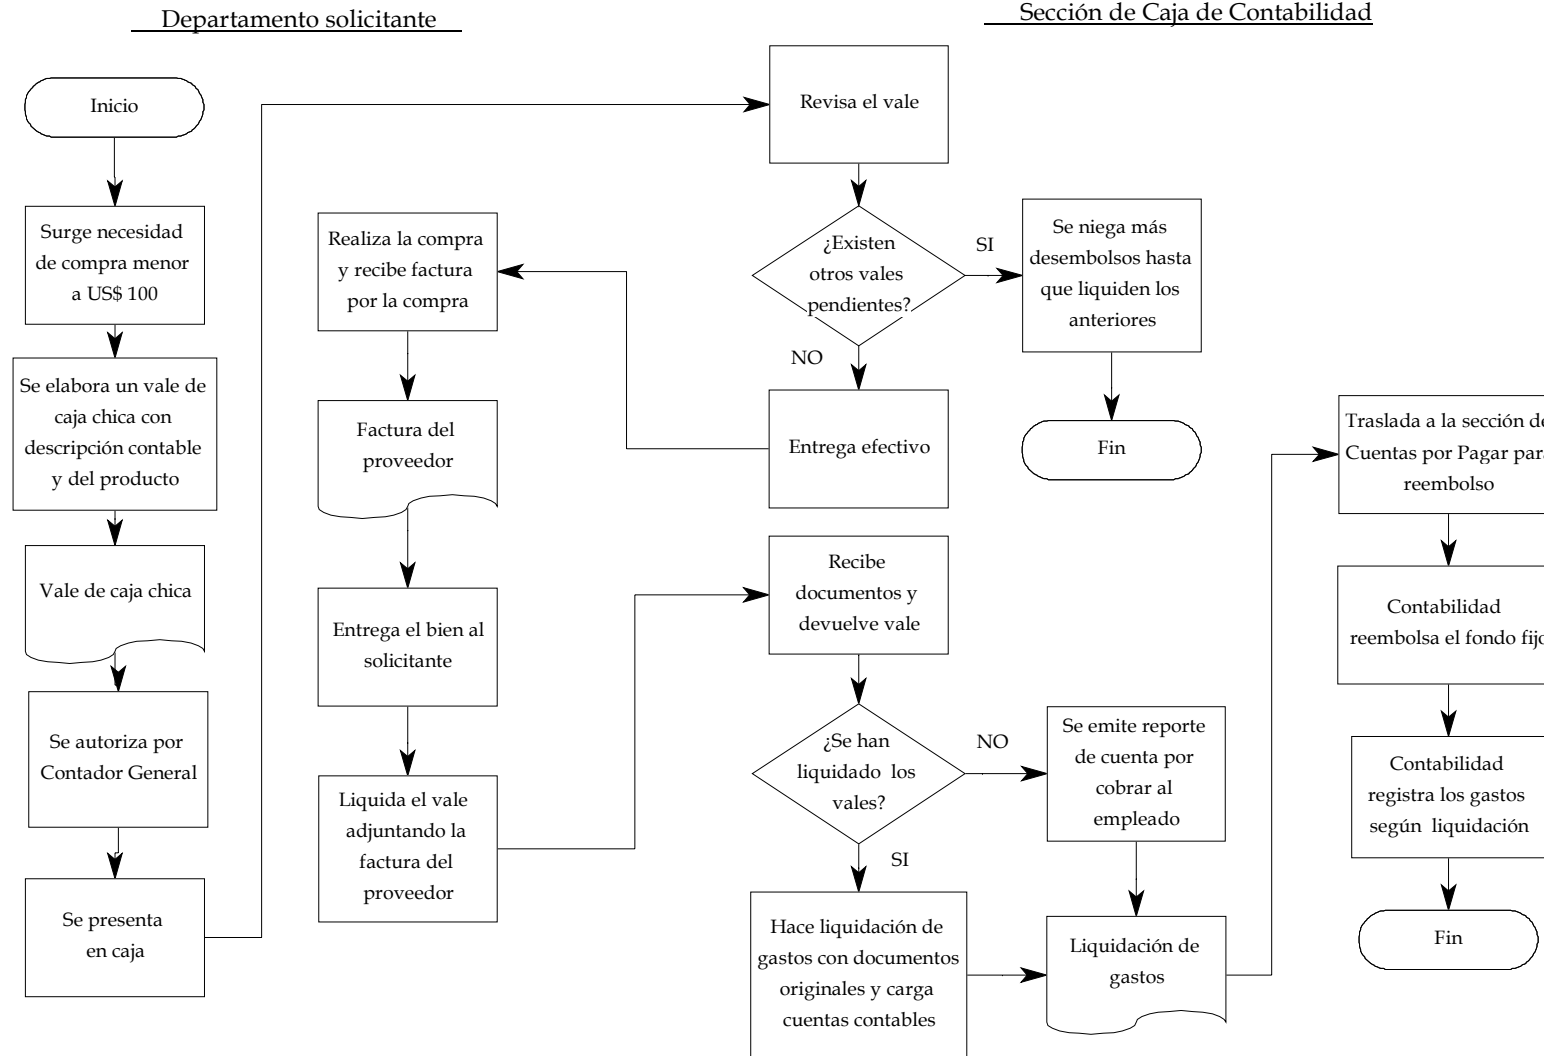 Departamento solicitante
Sección de Caja de Contabilidad
Inicio
Surge necesidad
de compra menor
a US$ 100
Se elabora un vale de
caja chica con
descripción contable
y del producto
Vale de caja chica
Se autoriza por
Contador General
Se presenta
en caja
Realiza la compra
y recibe factura
por la compra
Factura del
proveedor
Entrega el bien al
solicitante
Liquida el vale
adjuntando la
factura del
proveedor
Revisa el vale
¿Existen
otros vales
pendientes?
SI
NO
Se niega más
desembolsos hasta
que liquiden los
anteriores
Fin
Entrega efectivo
Recibe
documentos y
devuelve vale
¿Se han
liquidado los
vales?
NO
SI
Se emite reporte
de cuenta por
cobrar al
empleado
Hace liquidación de
gastos con documentos
originales y carga
cuentas contables
Liquidación de
gastos
Traslada a la sección de
Cuentas por Pagar para
reembolso
Contabilidad
reembolsa el fondo fijo
Contabilidad
registra los gastos
según liquidación
Fin